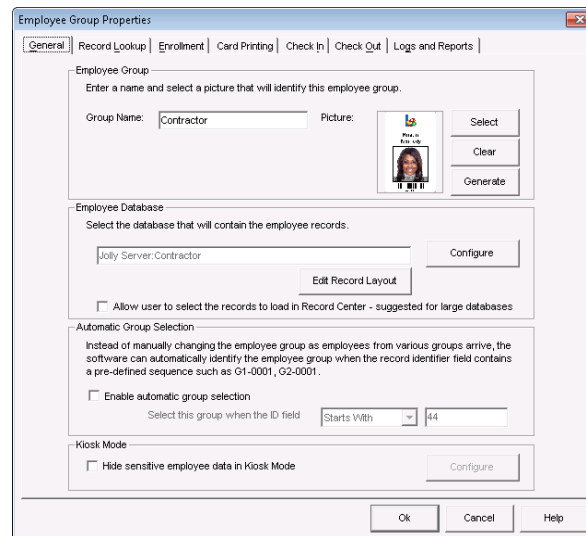 Employee Group Properties
General Record Lookup Enrollment Card Printing Check In Check Out Logs and Reports
Employee Group
Enter a name and select a picture that will identify this employee group.
Group Name: Contractor Picture: Select
Clear
Generate
Employee Database
Select the database that will contain the employee records.
Jolly Server:Contractor Configure
Edit Record Layout
Allow user to select the records to load in Record Center - suggested for large databases
Automatic Group Selection
Instead of manually changing the employee group as employees from various groups arrive, the
software can automatically identify the employee group when the record identifier field contains
a pre-defined sequence such as G1-0001, G2-0001.
Enable automatic group selection
Select this group when the ID field Starts With 44
Kiosk Mode
Hide sensitive employee data in Kiosk Mode Configure
Ok Cancel Help